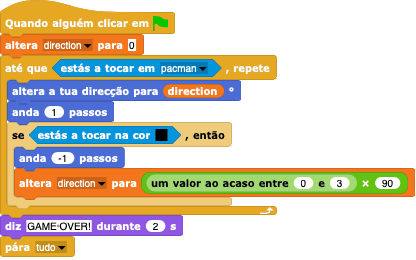 Quando alguém clicar em
altera direction para 0
até que estás a tocar em pacman , repete
altera a tua direcção para direction º
anda 1 passos
se estás a tocar na cor , então
anda -1 passos
altera direction para um valor ao acaso entre 0 e 3 × 90
diz GAME·OVER! durante 2 s
pára tudo